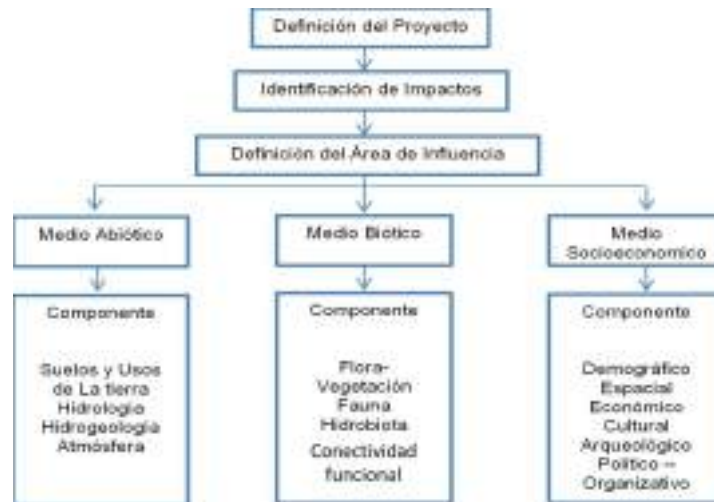 Definición del Proyecto
Identificación de Impactos
Definición del Área de Influencia
Medio Abiótico
Medio Biótico
Medio
Socioeconomico
Componente
Suelos y Usos
de La tierra
Hidrología
Hidrogeología
Atmósfera
Componente
Flora-
Vegetación
Fauna
Hidrobiota
Conectividad
funcional
Componente
Demográfico
Espacial
Económico
Cultural
Arqueológico
Político –
Organizativo